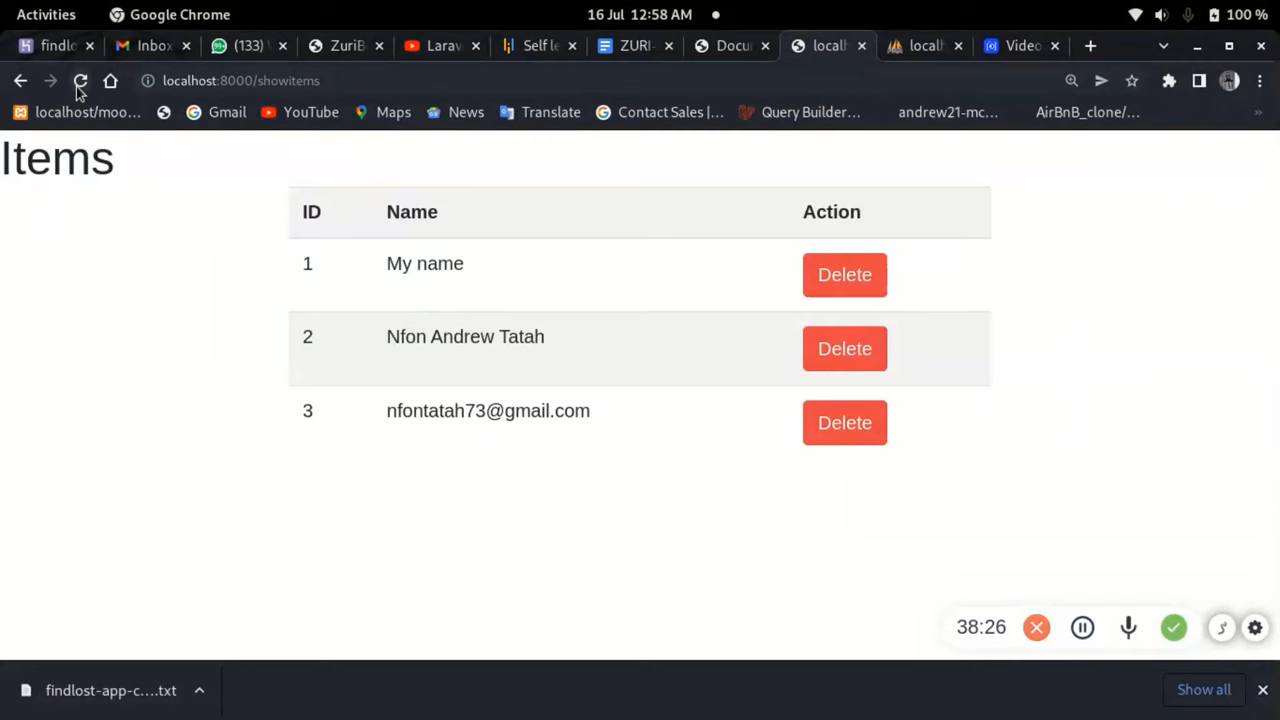 Activities Google Chrome 16 Jul 12:58 AM 100 %
findlo Inbox (133) ZuriB Larav Self le ZURI- Docu locall locall Video
localhost:8000/showitems
localhost/moo... Gmail YouTube Maps News Translate Contact Sales |... Query Builder... andrew21-mc... AirBnB_clone/... »
Items
ID Name Action
1 My name Delete
2 Nfon Andrew Tatah Delete
3 nfontatah73@gmail.com Delete
38:26
findlost-app-c....txt Show all